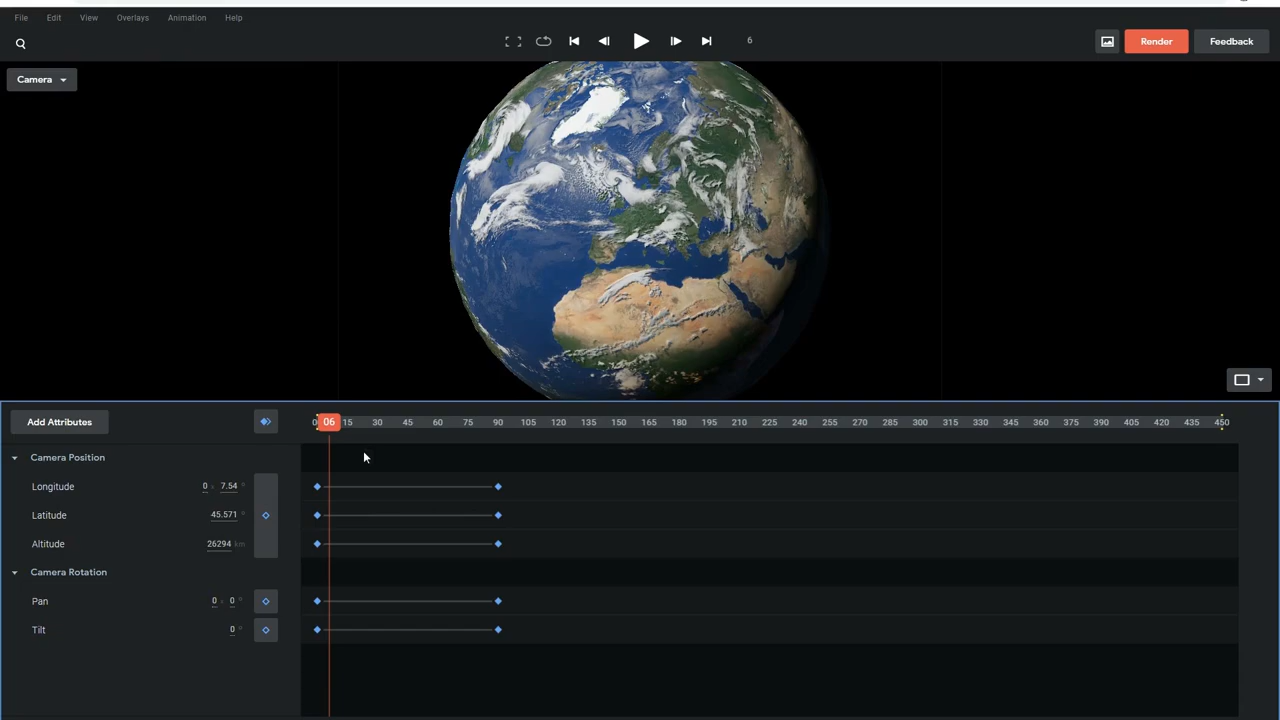 File Edit View Overlays Animation Help
6
Render Feedback
Camera
Add Attributes
06 15 30 45 60 75 90 105 120 135 150 165 180 195 210 225 240 255 270 285 300 315 330 345 360 375 390 405 420 435 450
Camera Position
Longitude 0 x 7.54 °
Latitude 45.571 °
Altitude 26294 km
Camera Rotation
Pan 0 x 0 °
Tilt 0 °